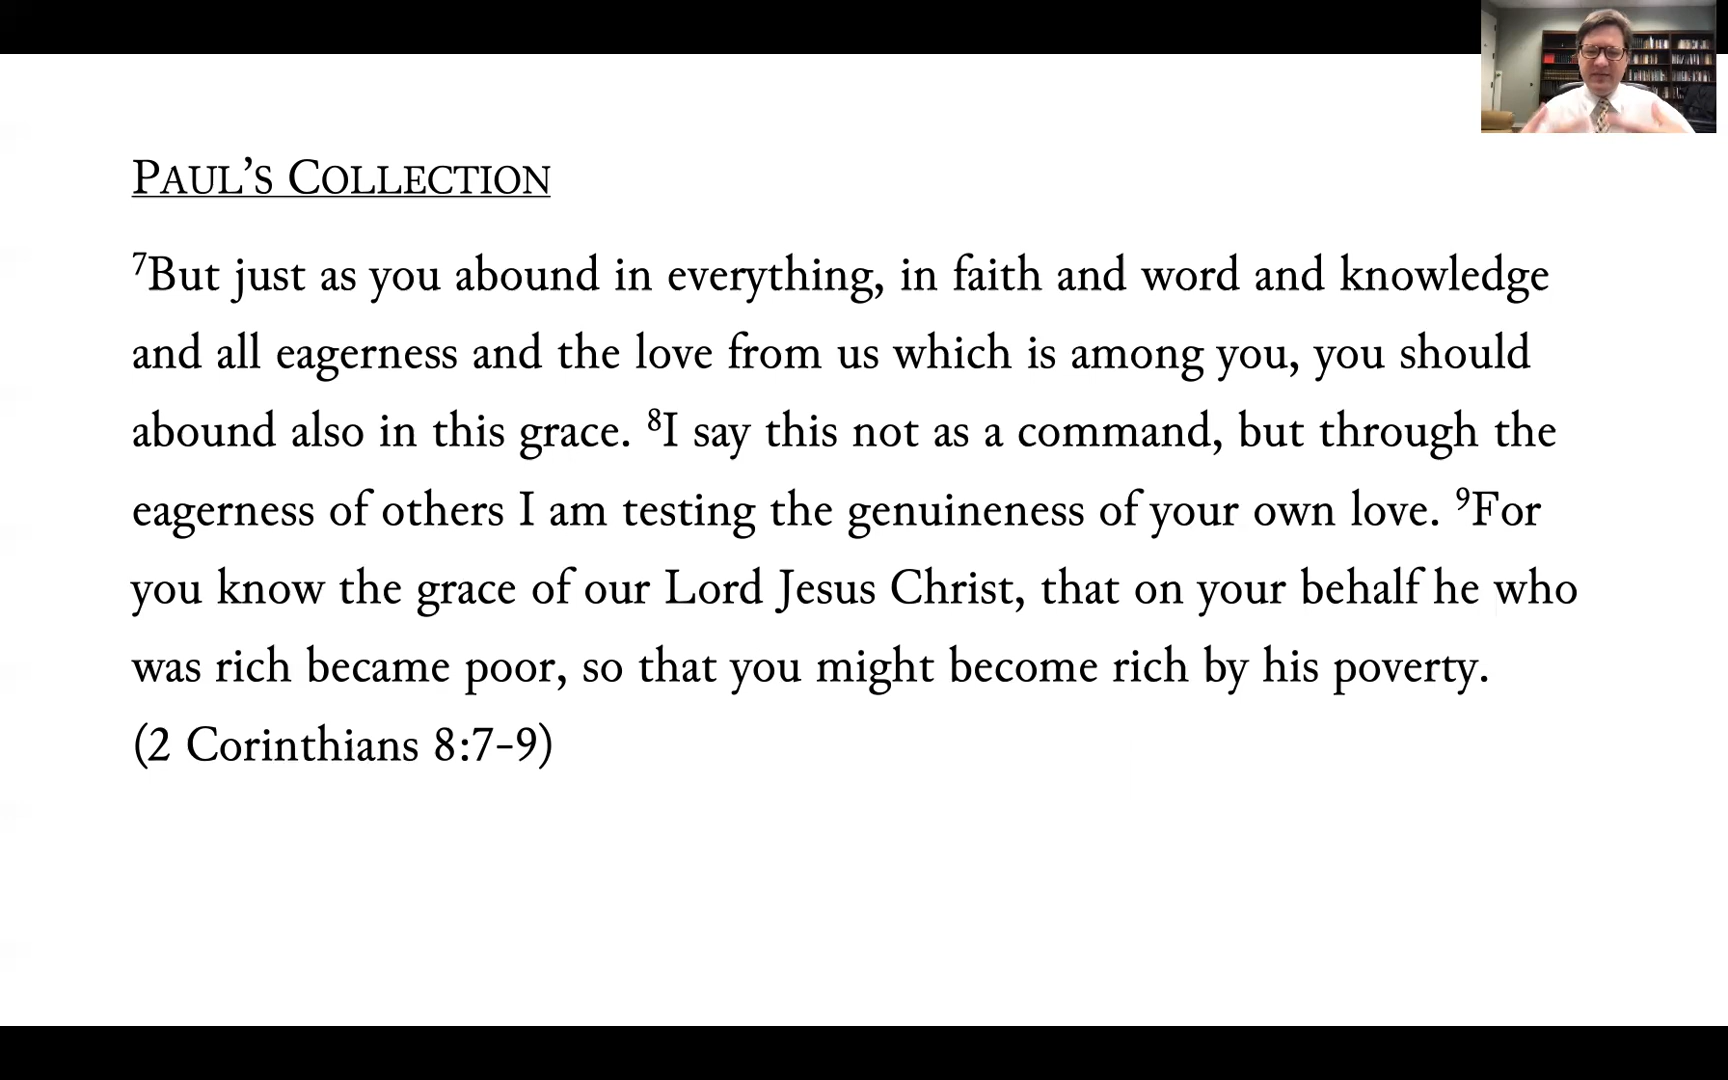 PAUL’S COLLECTION
⁷But just as you abound in everything, in faith and word and knowledge
and all eagerness and the love from us which is among you, you should
abound also in this grace. ⁸I say this not as a command, but through the
eagerness of others I am testing the genuineness of your own love. ⁹For
you know the grace of our Lord Jesus Christ, that on your behalf he who
was rich became poor, so that you might become rich by his poverty.
(2 Corinthians 8:7-9)